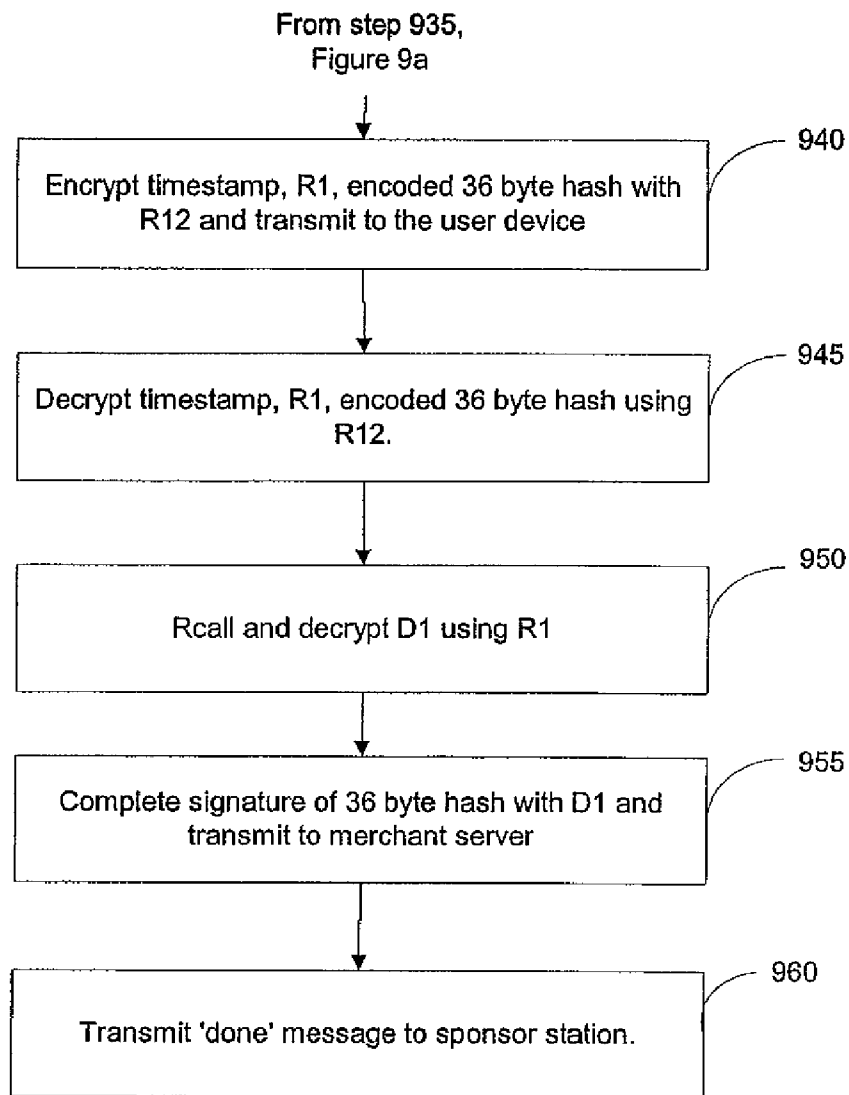 From step 935,
Figure 9a
940
Encrypt timestamp, R1, encoded 36 byte hash with
R12 and transmit to the user device
945
Decrypt timestamp, R1, encoded 36 byte hash using
R12.
950
Rcall and decrypt D1 using R1
955
Complete signature of 36 byte hash with D1 and
transmit to merchant server
960
Transmit 'done' message to sponsor station.